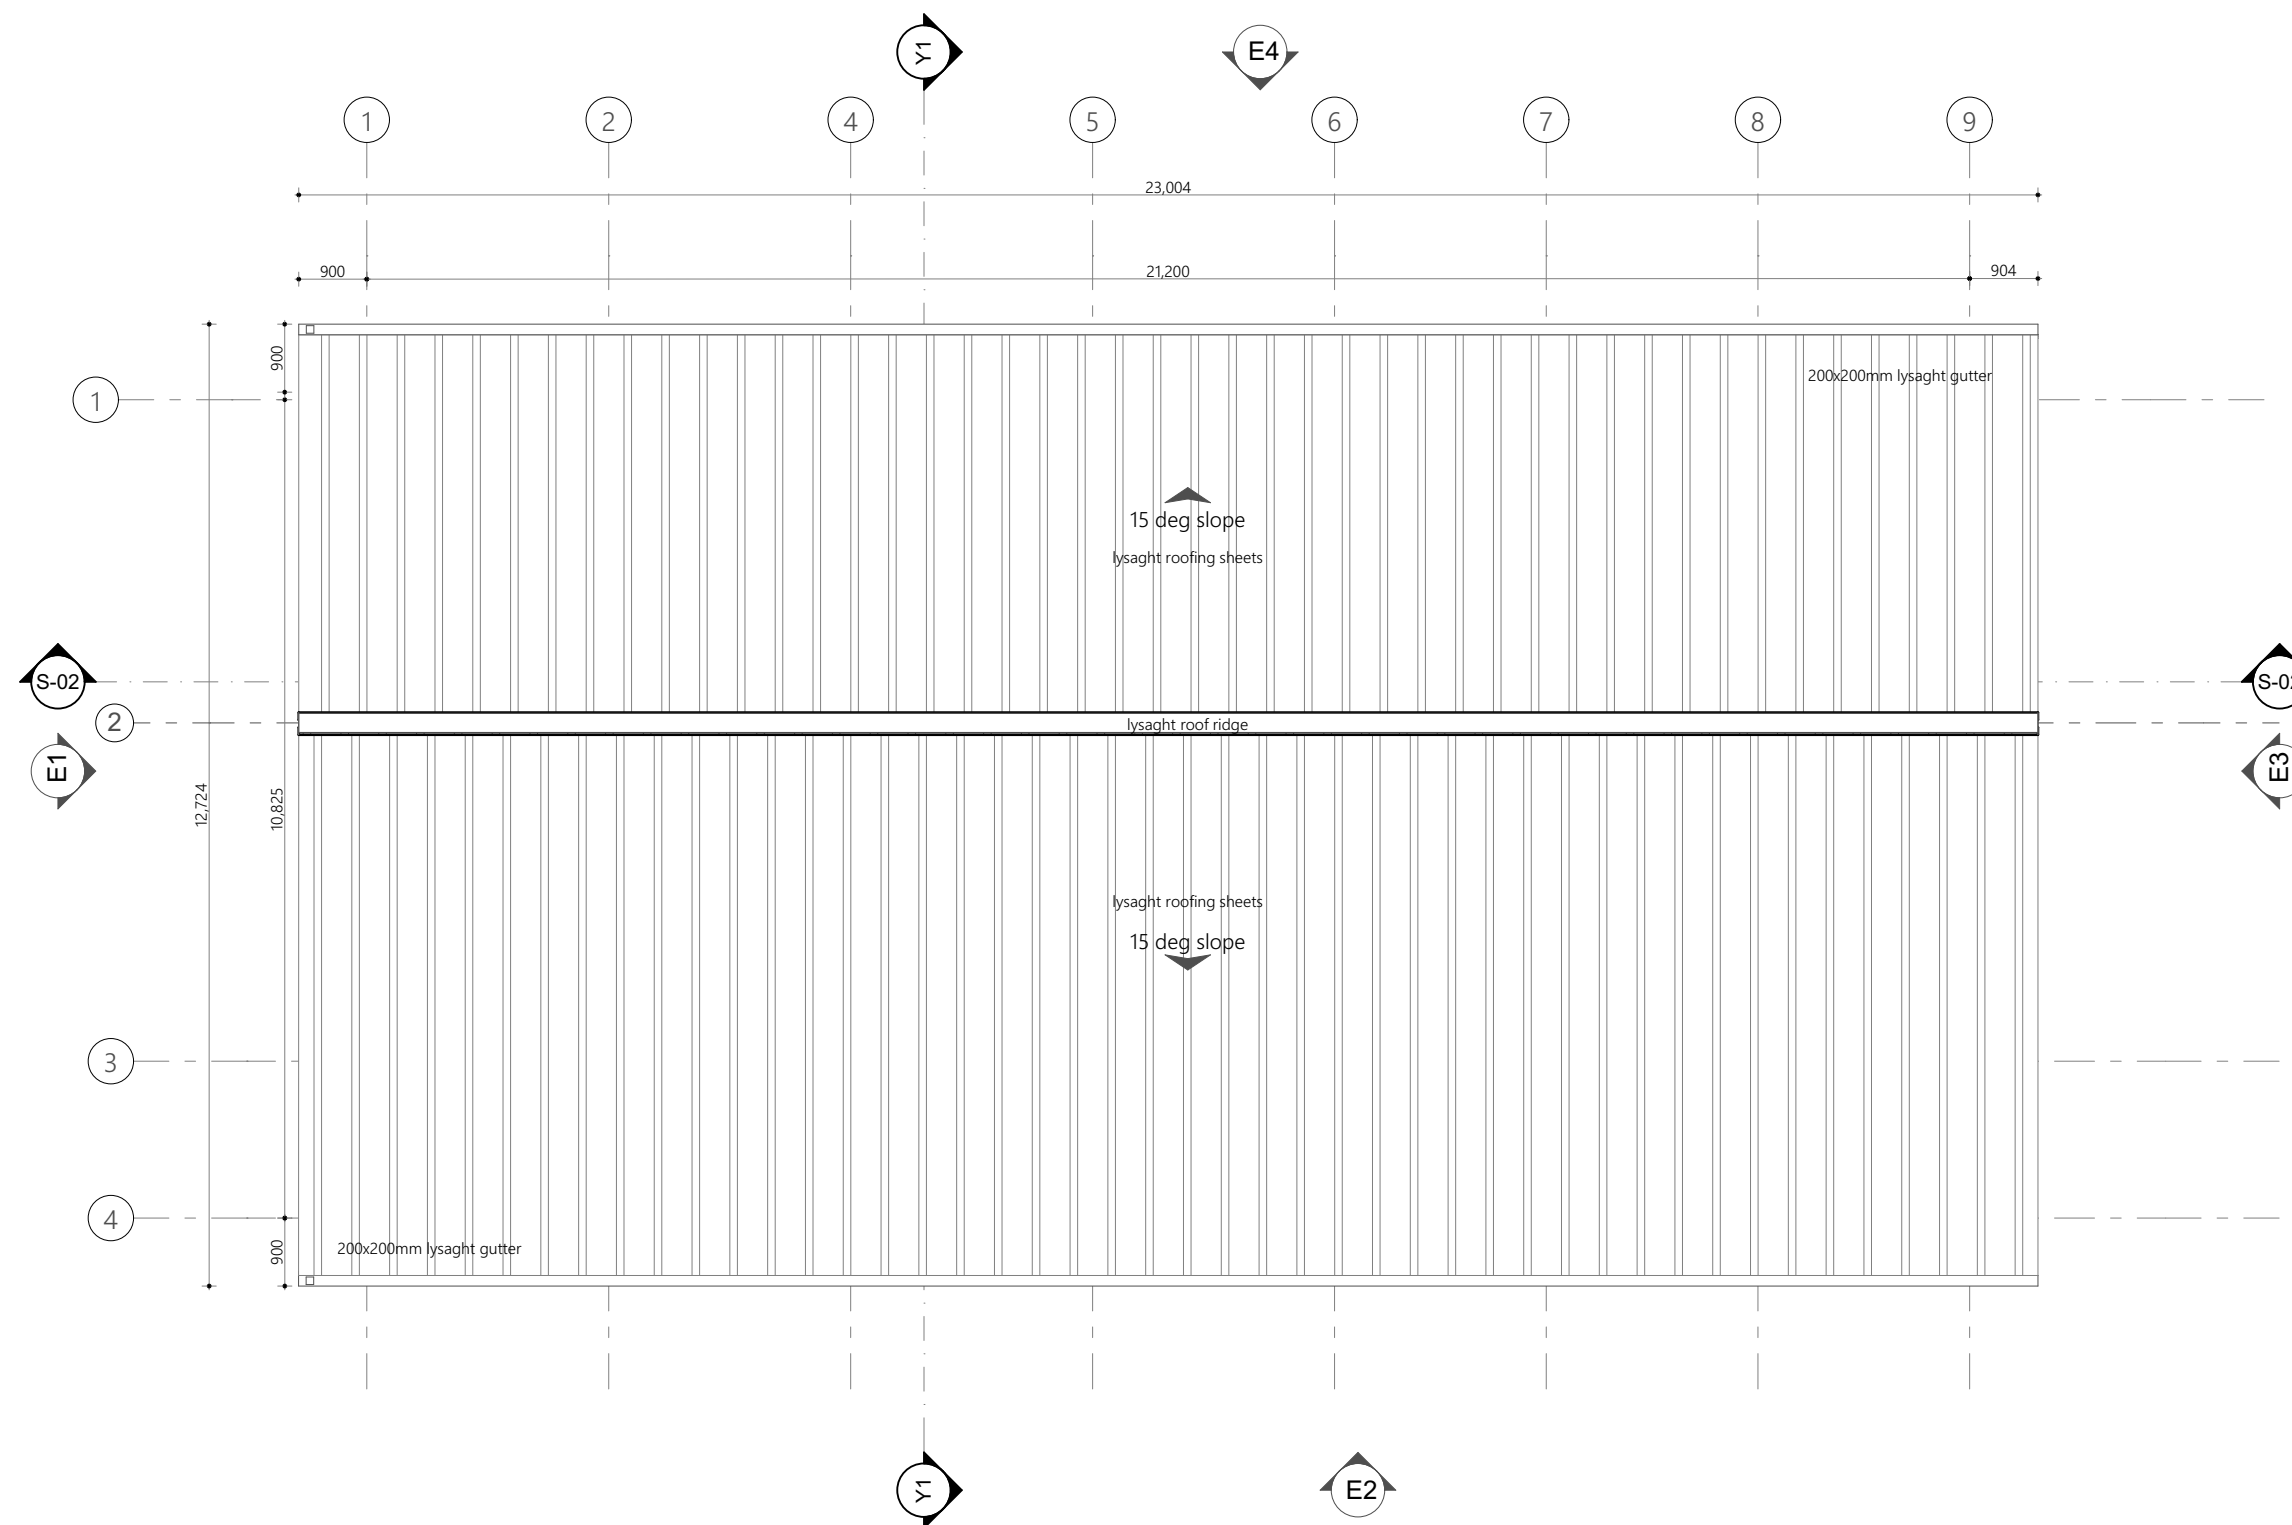 Y1
E4
1 2 4 5 6 7 8 9
23,004
900 21,200 904
900
1
200x200mm lysaght gutter
15 deg slope
lysaght roofing sheets
S-02
S-02
2
lysaght roof ridge
E1
E3
12,724
10,825
lysaght roofing sheets
15 deg slope
3
4
900
200x200mm lysaght gutter
Y1
E2